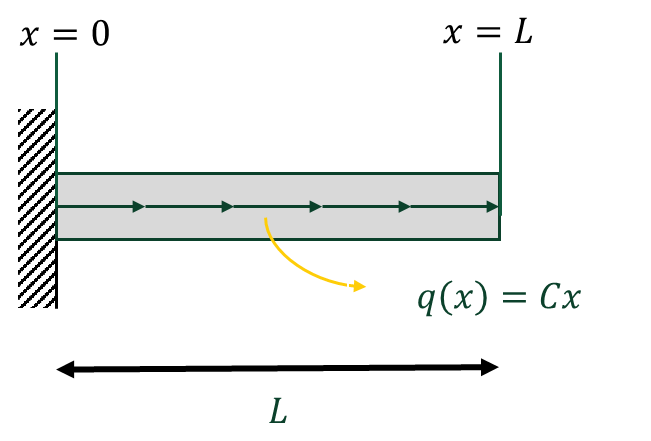 x = 0
x = L
q(x) = Cx
L